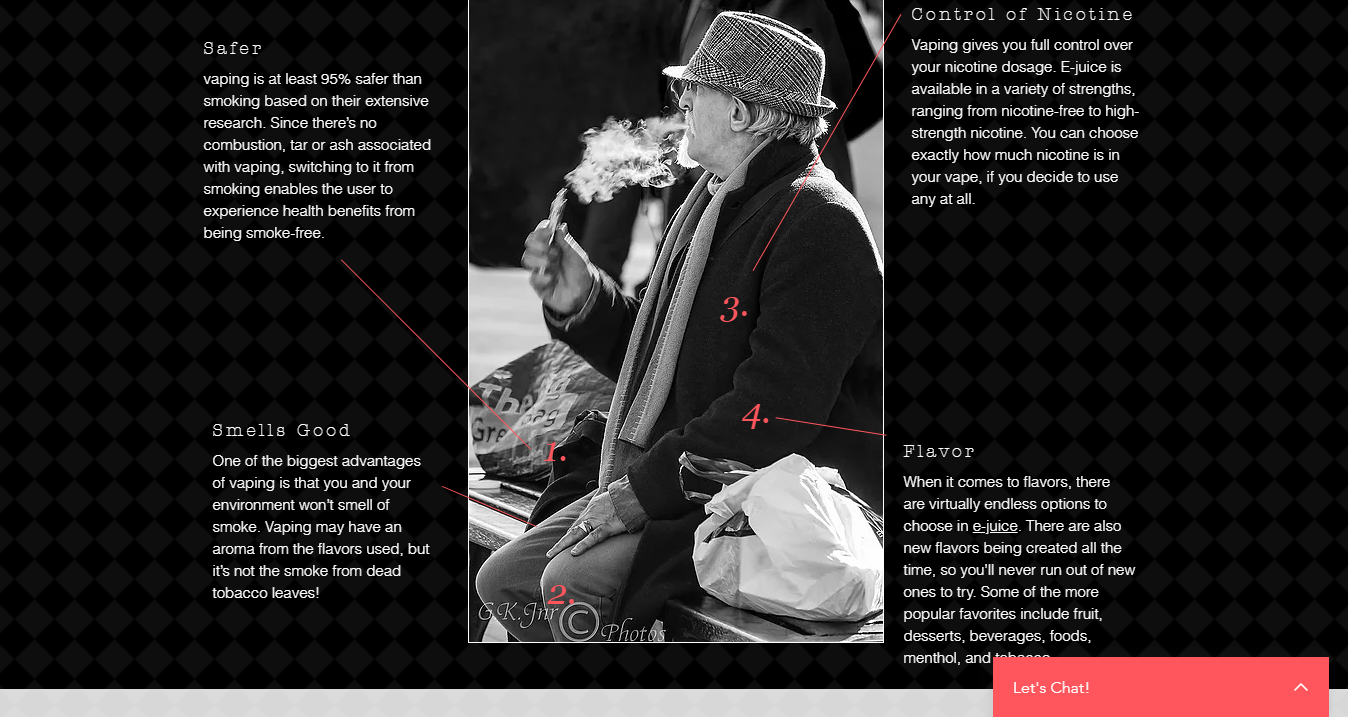 Safer
vaping is at least 95% safer than
smoking based on their extensive
research. Since there's no
combustion, tar or ash associated
with vaping, switching to it from
smoking enables the user to
experience health benefits from
being smoke-free.
Smells Good
One of the biggest advantages
of vaping is that you and your
environment won't smell of
smoke. Vaping may have an
aroma from the flavors used, but
it's not the smoke from dead
tobacco leaves!
3.
4.
1.
2.
G.K.Jnr © Photos
Control of Nicotine
Vaping gives you full control over
your nicotine dosage. E-juice is
available in a variety of strengths,
ranging from nicotine-free to high-
strength nicotine. You can choose
exactly how much nicotine is in
your vape, if you decide to use
any at all.
Flavor
When it comes to flavors, there
are virtually endless options to
choose in e-juice. There are also
new flavors being created all the
time, so you'll never run out of new
ones to try. Some of the more
popular favorites include fruit,
desserts, beverages, foods,
menthol, and
Let's Chat!